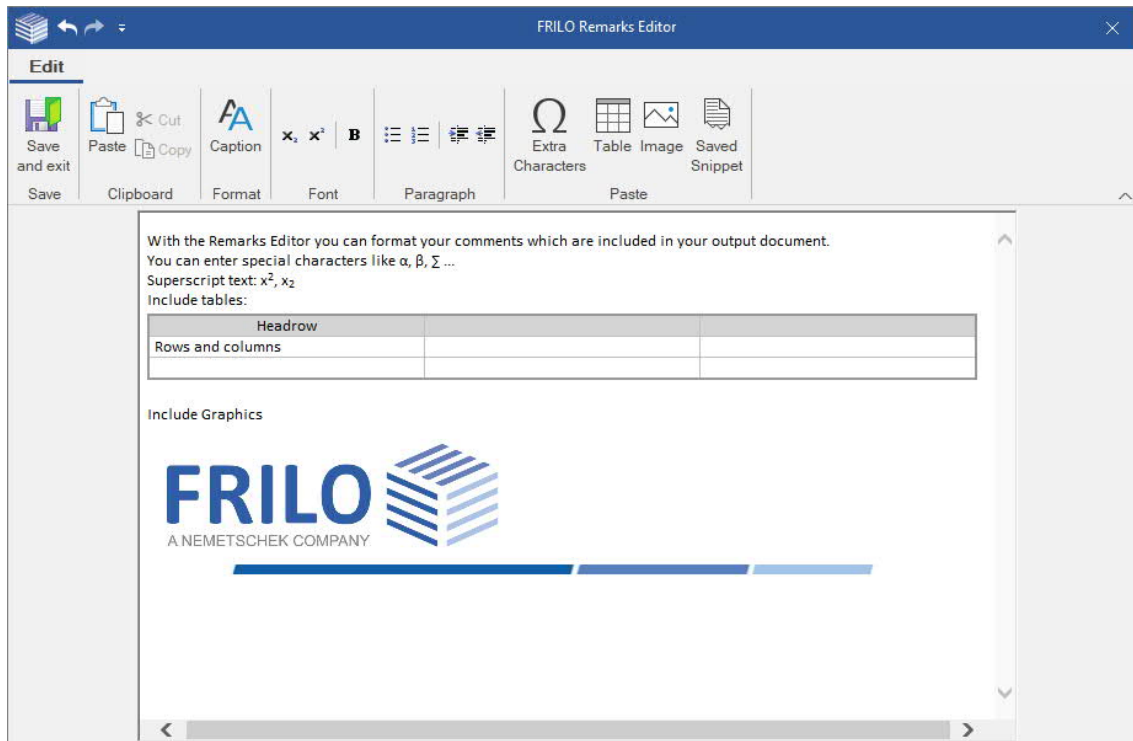 FRILO Remarks Editor
Edit
Save and exit
Paste
Cut
Copy
Caption
x₂ x² B
Extra Characters
Table
Image
Saved Snippet
Save
Clipboard
Format
Font
Paragraph
Paste
With the Remarks Editor you can format your comments which are included in your output document.
You can enter special characters like α, β, ∑ ...
Superscript text: x², x₂
Include tables:
Headrow
Rows and columns
Include Graphics
FRILO
A NEMETSCHEK COMPANY